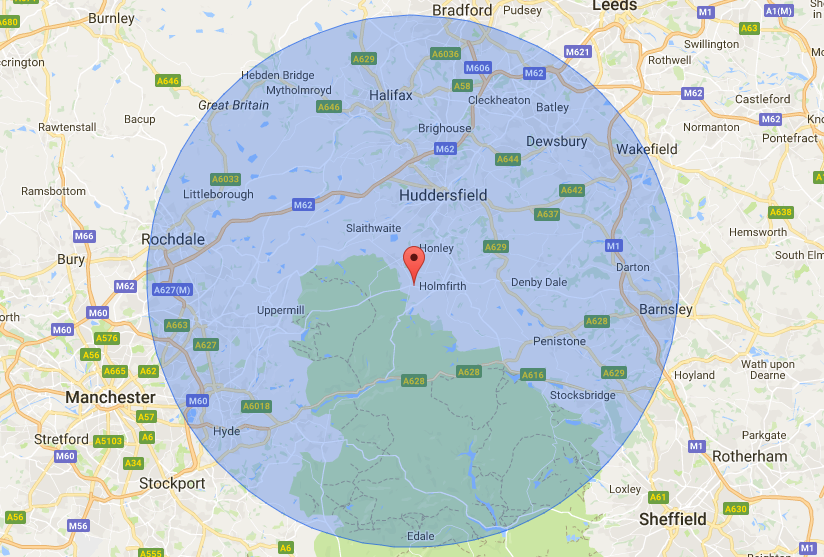 Burnley
Bradford
Pudsey
Leeds
M1
A1(M)
A680
A629
A6036
M621
A63
Swillington
ccrington
Hebden Bridge
M606
M62
Rothwell
A646
Mytholmroyd
Halifax
A58
M62
Castleford
Great Britain
A646
Cleckheaton
Batley
M62
Rawtenstall
Bacup
Brighouse
Normanton
Dewsbury
Pontefract
M62
Wakefield
A644
A6033
Ramsbottom
Littleborough
Huddersfield
A642
M62
A637
A638
Slaithwaite
Hemsworth
M66
Rochdale
Honley
A629
M1
South Elm
Bury
Darton
M62
A627(M)
Holmfirth
Denby Dale
orth
M60
Uppermill
Barnsley
M60
A663
A628
A576
A627
Penistone
A56
A665
A62
A628
A628
A616
A629
Hoyland
Wath upon
Dearne
Manchester
M60
A6018
Stocksbridge
A57
Stretford
A5103
A6
Hyde
Parkgate
M60
M1
A34
Rotherham
Stockport
Loxley
A61
A56
M56
Sheffield
A630
A555
A6
Edale
M1